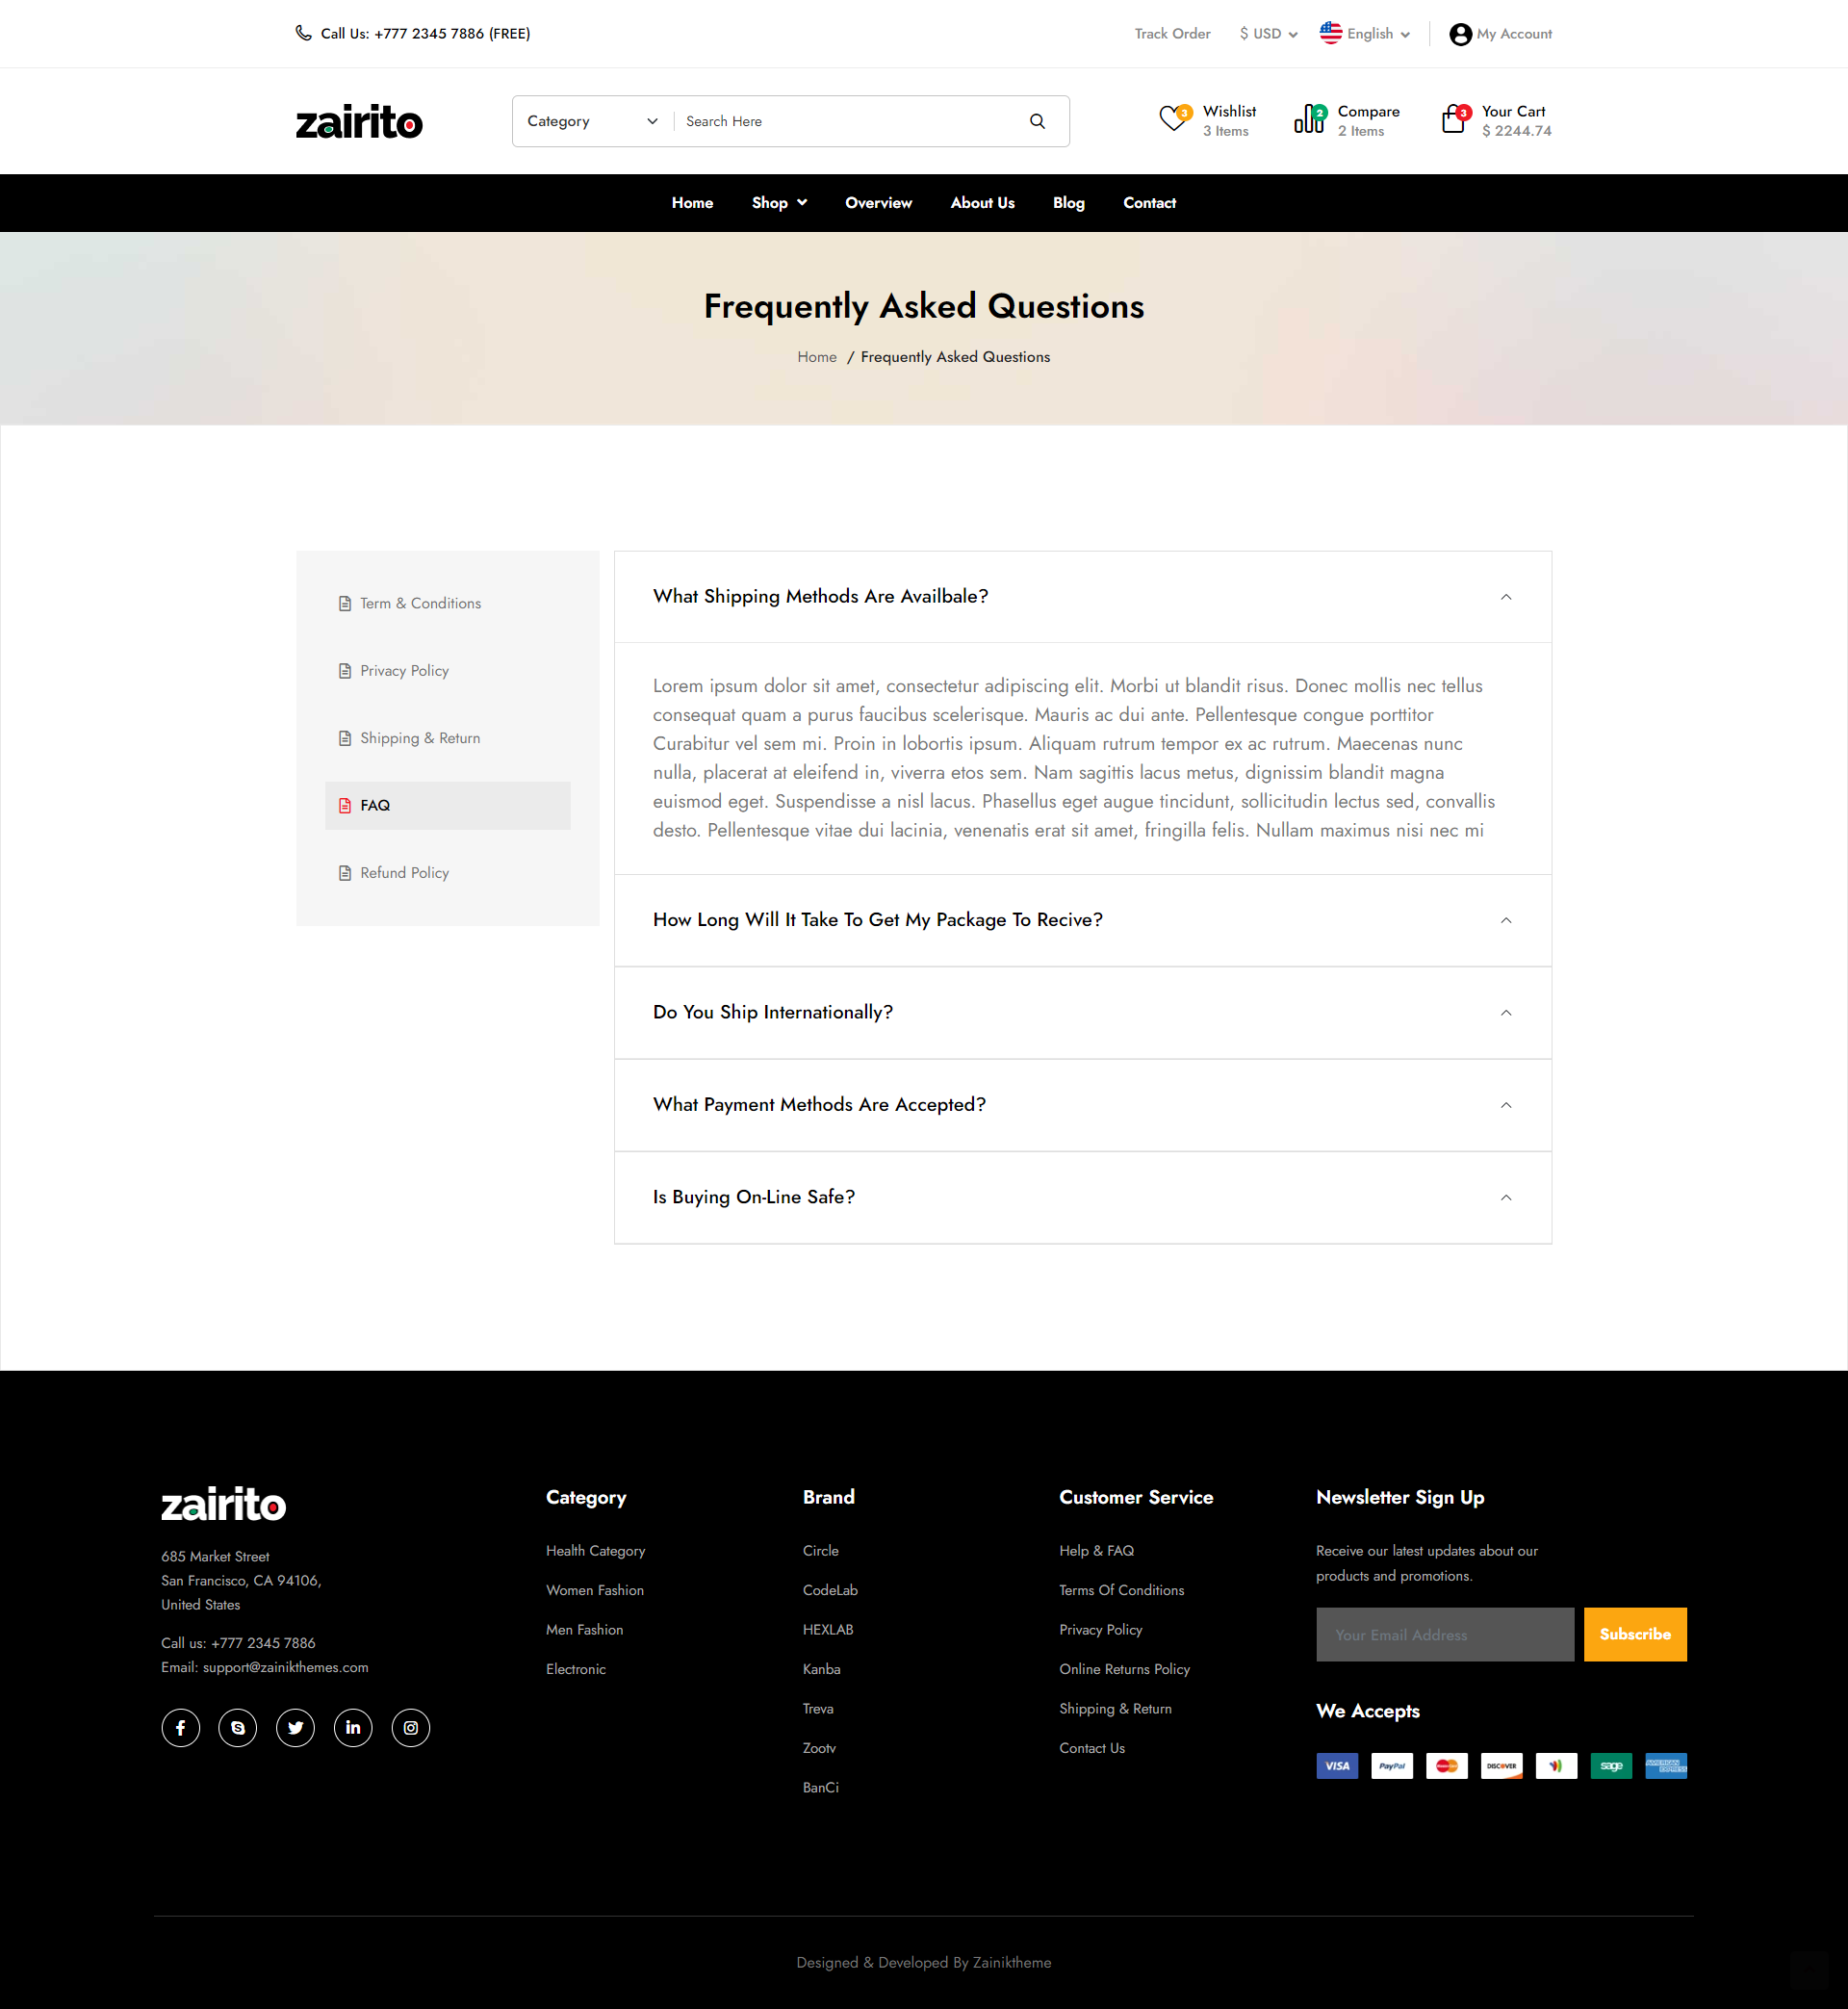 Call Us: +777 2345 7886 (FREE)
Track Order
$ USD
English
My Account
zairito
Category
Search Here
3
Wishlist
3 Items
2
Compare
2 Items
3
Your Cart
$ 2244.74
Home
Shop
Overview
About Us
Blog
Contact
Frequently Asked Questions
Home / Frequently Asked Questions
Term & Conditions
Privacy Policy
Shipping & Return
FAQ
Refund Policy
What Shipping Methods Are Availbale?
Lorem ipsum dolor sit amet, consectetur adipiscing elit. Morbi ut blandit risus. Donec mollis nec tellus
consequat quam a purus faucibus scelerisque. Mauris ac dui ante. Pellentesque congue porttitor
Curabitur vel sem mi. Proin in lobortis ipsum. Aliquam rutrum tempor ex ac rutrum. Maecenas nunc
nulla, placerat at eleifend in, viverra etos sem. Nam sagittis lacus metus, dignissim blandit magna
euismod eget. Suspendisse a nisl lacus. Phasellus eget augue tincidunt, sollicitudin lectus sed, convallis
desto. Pellentesque vitae dui lacinia, venenatis erat sit amet, fringilla felis. Nullam maximus nisi nec mi
How Long Will It Take To Get My Package To Recive?
Do You Ship Internationally?
What Payment Methods Are Accepted?
Is Buying On-Line Safe?
zairito
685 Market Street
San Francisco, CA 94106,
United States
Call us: +777 2345 7886
Email: support@zainikthemes.com
Category
Health Category
Women Fashion
Men Fashion
Electronic
Brand
Circle
CodeLab
HEXLAB
Kanba
Treva
Zootv
BanCi
Customer Service
Help & FAQ
Terms Of Conditions
Privacy Policy
Online Returns Policy
Shipping & Return
Contact Us
Newsletter Sign Up
Receive our latest updates about our
products and promotions.
Your Email Address
Subscribe
We Accepts
VISA
PayPal
DISCOVER
sage
AMERICAN
EXPRESS
Designed & Developed By Zainiktheme